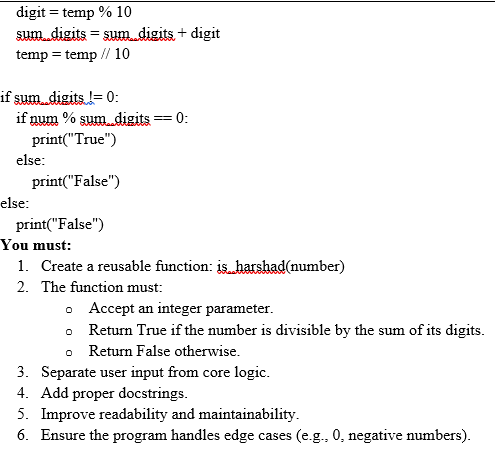 digit = temp % 10
sum_digits = sum_digits + digit
temp = temp // 10
if sum_digits != 0:
if num % sum_digits == 0:
print("True")
else:
print("False")
else:
print("False")
You must:
1. Create a reusable function: is_harshad(number)
2. The function must:
o Accept an integer parameter.
o Return True if the number is divisible by the sum of its digits.
o Return False otherwise.
3. Separate user input from core logic.
4. Add proper docstrings.
5. Improve readability and maintainability.
6. Ensure the program handles edge cases (e.g., 0, negative numbers).